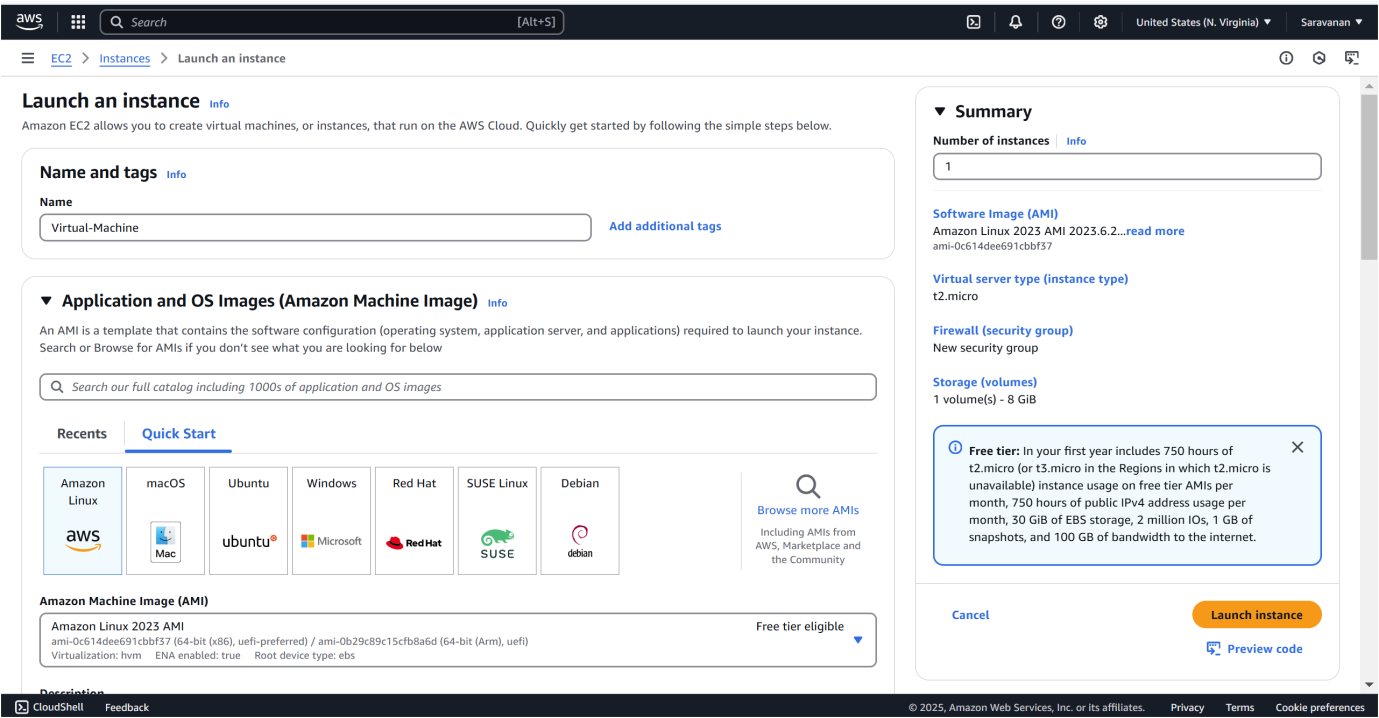 aws
Search [Alt+S]
United States (N. Virginia)
Saravanan
EC2
Instances
Launch an instance
Launch an instance Info
Amazon EC2 allows you to create virtual machines, or instances, that run on the AWS Cloud. Quickly get started by following the simple steps below.
Name and tags Info
Name
Virtual-Machine
Add additional tags
Application and OS Images (Amazon Machine Image) Info
An AMI is a template that contains the software configuration (operating system, application server, and applications) required to launch your instance.
Search or Browse for AMIs if you don't see what you are looking for below
Search our full catalog including 1000s of application and OS images
Recents
Quick Start
Amazon
Linux
aws
macOS
Mac
Ubuntu
ubuntu
Windows
Microsoft
Red Hat
Red Hat
SUSE Linux
SUSE
Debian
debian
Browse more AMIs
Including AMIs from
AWS, Marketplace and
the Community
Amazon Machine Image (AMI)
Amazon Linux 2023 AMI
Free tier eligible
ami-0c614dee691cbbf37 (64-bit (x86), uefi-preferred) / ami-0b29c89c15cfb8a6d (64-bit (Arm), uefi)
Virtualization: hvm ENA enabled: true Root device type: ebs
Description
Summary
Number of instances Info
1
Software Image (AMI)
Amazon Linux 2023 AMI 2023.6.2...read more
ami-0c614dee691cbbf37
Virtual server type (instance type)
t2.micro
Firewall (security group)
New security group
Storage (volumes)
1 volume(s) - 8 GiB
Free tier: In your first year includes 750 hours of
t2.micro (or t3.micro in the Regions in which t2.micro is
unavailable) instance usage on free tier AMIs per
month, 750 hours of public IPv4 address usage per
month, 30 GiB of EBS storage, 2 million IOs, 1 GB of
snapshots, and 100 GB of bandwidth to the internet.
Cancel
Launch instance
Preview code
CloudShell
Feedback
© 2025, Amazon Web Services, Inc. or its affiliates.
Privacy
Terms
Cookie preferences